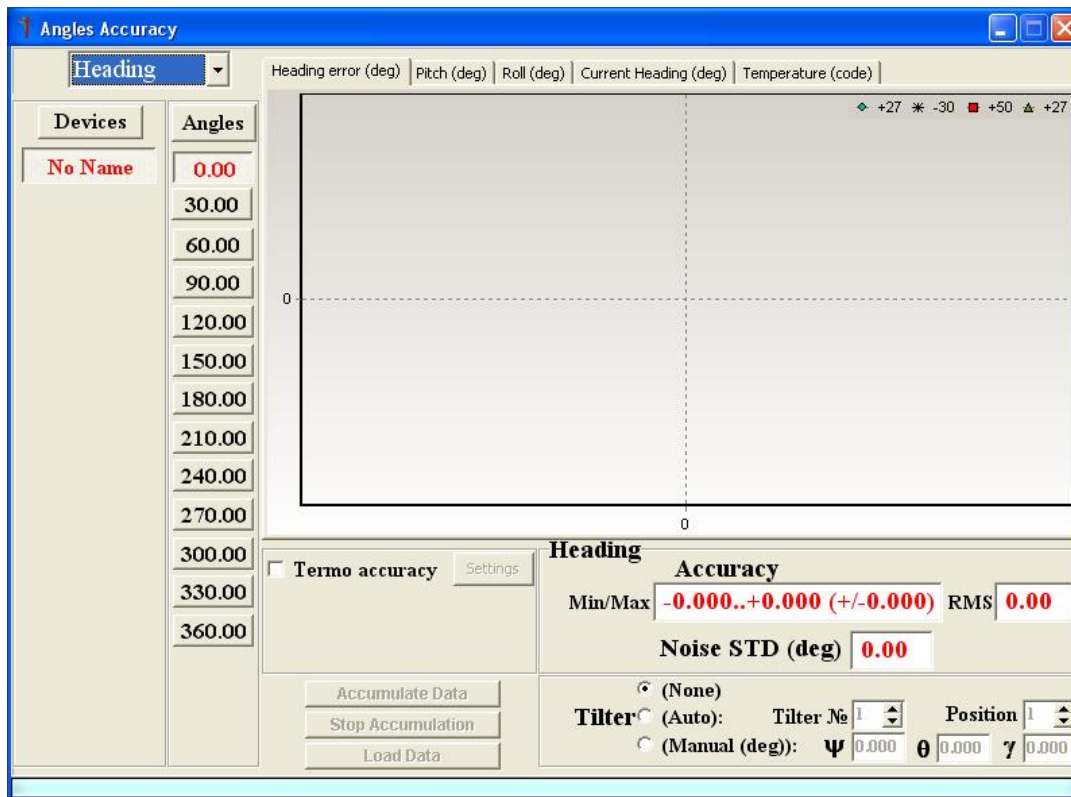 Angles Accuracy
Heading
Heading error (deg) Pitch (deg) Roll (deg) Current Heading (deg) Temperature (code)
+27 -30 +50 +27
Devices
No Name
Angles
0.00
30.00
60.00
90.00
120.00
150.00
180.00
210.00
240.00
270.00
300.00
330.00
360.00
0
0
Termo accuracy Settings
Heading
Accuracy
Min/Max -0.000..+0.000 (+/-0.000) RMS 0.00
Noise STD (deg) 0.00
Accumulate Data
Stop Accumulation
Load Data
Tilter
(None)
(Auto): Tilter № 1 Position 1
(Manual (deg)): Ψ 0.000 θ 0.000 γ 0.000